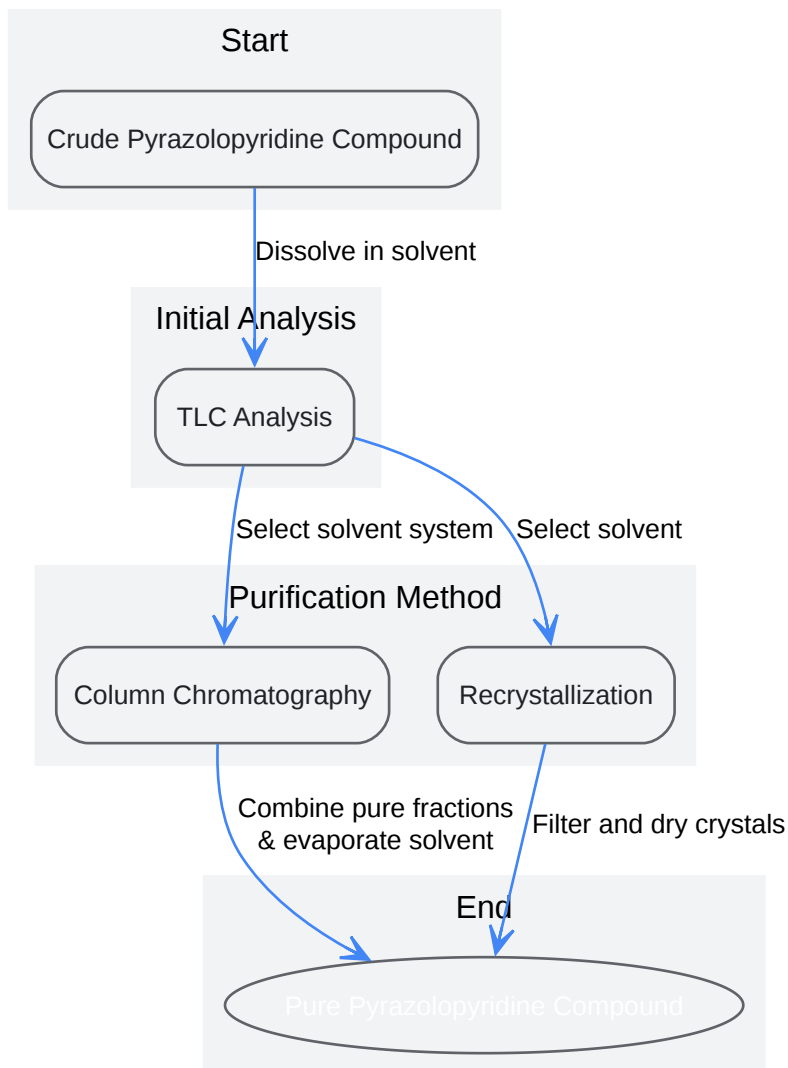 Start
Crude Pyrazolopyridine Compound
Dissolve in solvent
Initial Analysis
TLC Analysis
Select solvent system
Select solvent
Purification Method
Column Chromatography
Recrystallization
Combine pure fractions
& evaporate solvent
Filter and dry crystals
End
Pure Pyrazolopyridine Compound